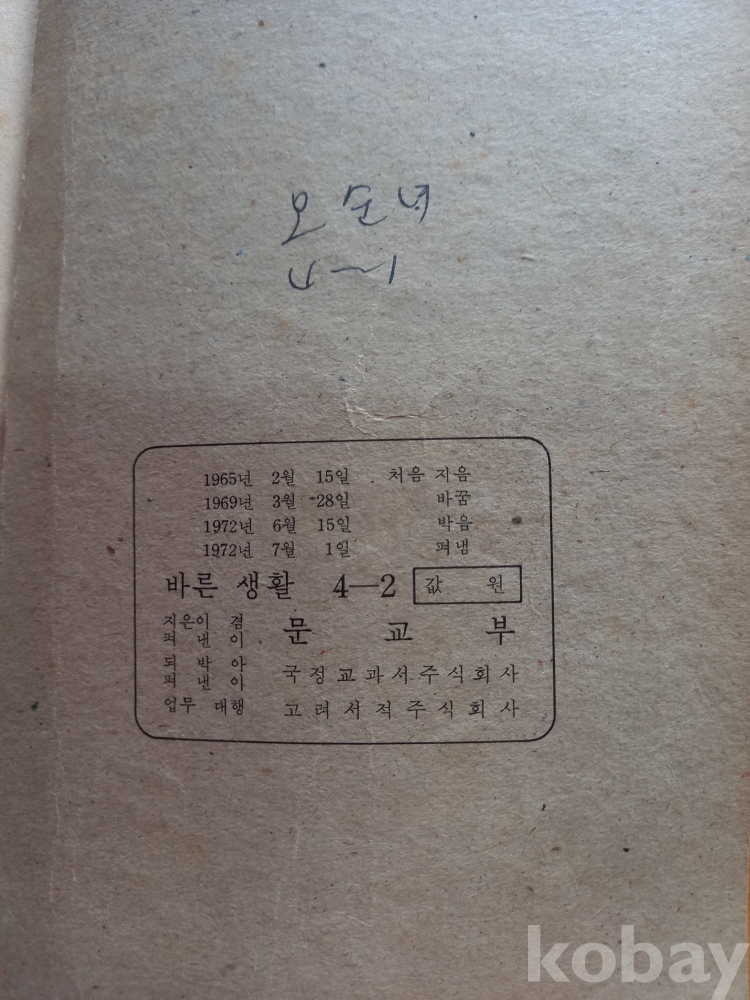 오순녀
4~1
1965년 2월 15일 처음 지음
1969년 3월 28일 바꿈
1972년 6월 15일 박음
1972년 7월 1일 펴냄
바른 생활 4—2 값 원
지은이 겸
펴낸이 문교부
되박아
펴낸이 국정교과서주식회사
업무 대행 고려서적주식회사
kobay